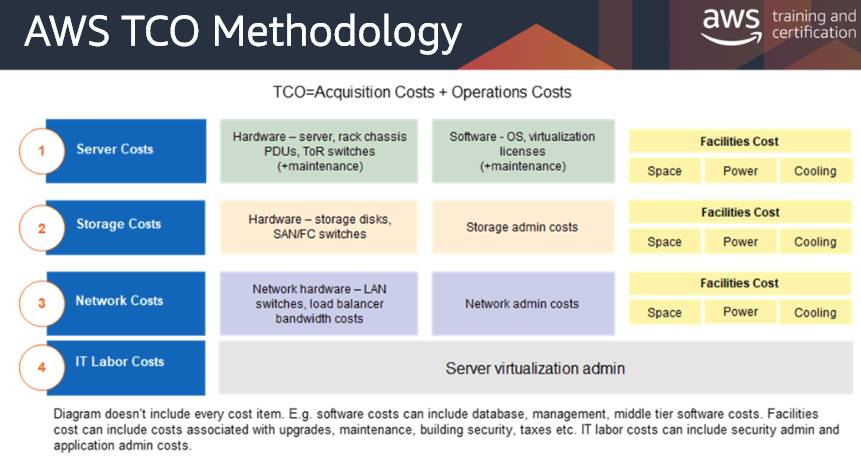 AWS TCO Methodology
aws training and
certification
TCO=Acquisition Costs + Operations Costs
1
Server Costs
Hardware – server, rack chassis
PDUs, ToR switches
(+maintenance)
Software - OS, virtualization
licenses
(+maintenance)
Facilities Cost
Space Power Cooling
2
Storage Costs
Hardware – storage disks,
SAN/FC switches
Storage admin costs
Facilities Cost
Space Power Cooling
3
Network Costs
Network hardware – LAN
switches, load balancer
bandwidth costs
Network admin costs
Facilities Cost
Space Power Cooling
4
IT Labor Costs
Server virtualization admin
Diagram doesn't include every cost item. E.g. software costs can include database, management, middle tier software costs. Facilities
cost can include costs associated with upgrades, maintenance, building security, taxes etc. IT labor costs can include security admin and
application admin costs.